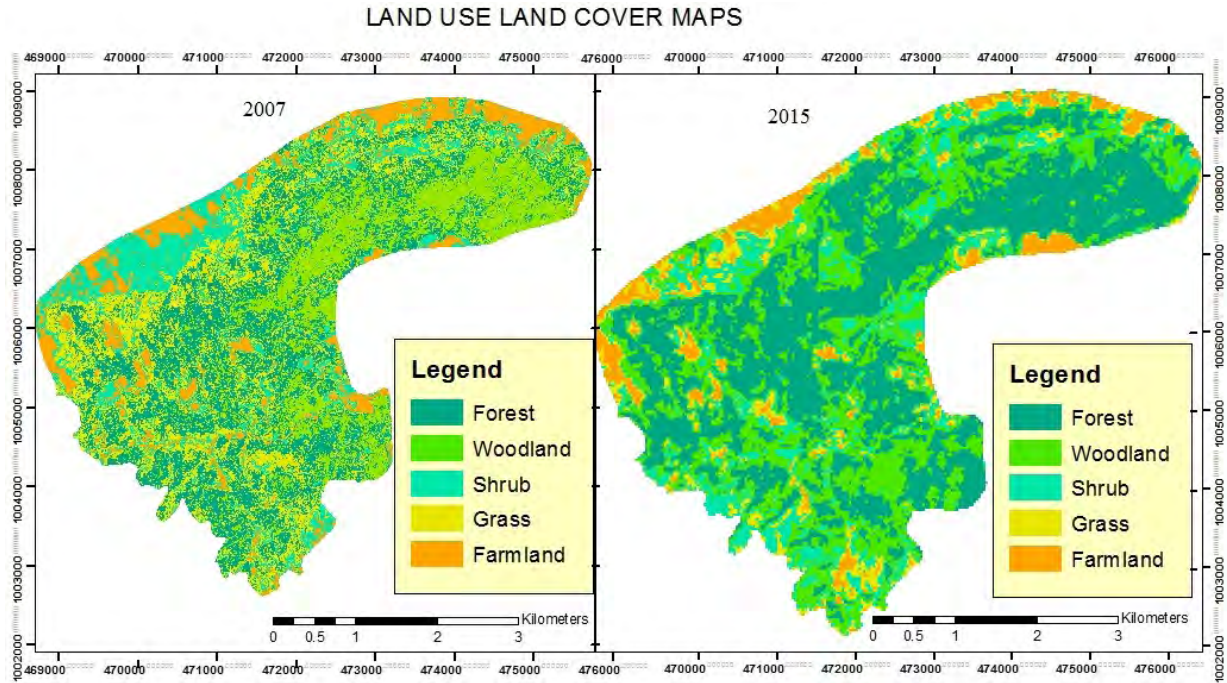 LAND USE LAND COVER MAPS
469000 470000 471000 472000 473000 474000 475000 476000 470000 471000 472000 473000 474000 475000 476000
2007
2015
1009000
1008000
1007000
1006000
1005000
1004000
1003000
1002000
1009000
1008000
1007000
1006000
1005000
1004000
1003000
1002000
Legend
Forest
Woodland
Shrub
Grass
Farmland
Legend
Forest
Woodland
Shrub
Grass
Farmland
Kilometers
0 0.5 1 2 3
Kilometers
0 0.5 1 2 3
469000 470000 471000 472000 473000 474000 475000 476000 470000 471000 472000 473000 474000 475000 476000